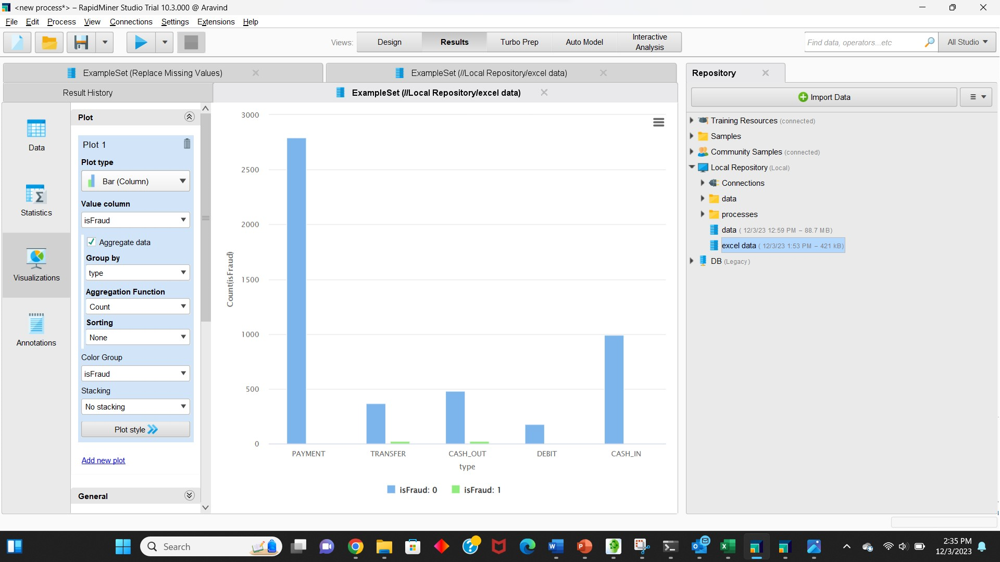 <new process*> – RapidMiner Studio Trial 10.3.000 @ Aravind
File Edit Process View Connections Settings Extensions Help
Views: Design Results Turbo Prep Auto Model Interactive Analysis
Find data, operators...etc All Studio
ExampleSet (Replace Missing Values)
ExampleSet (//Local Repository/excel data)
Result History
ExampleSet (//Local Repository/excel data)
Data
Statistics
Visualizations
Annotations
Plot
Plot 1
Plot type
Bar (Column)
Value column
isFraud
Aggregate data
Group by
type
Aggregation Function
Count
Sorting
None
Color Group
isFraud
Stacking
No stacking
Plot style
Add new plot
General
3000
2500
2000
1500
1000
500
0
Count(isFraud)
PAYMENT TRANSFER CASH_OUT DEBIT CASH_IN
type
isFraud: 0 isFraud: 1
Repository
Import Data
Training Resources (connected)
Samples
Community Samples (connected)
Local Repository (Local)
Connections
data
processes
data ( 12/3/23 12:59 PM – 88.7 MB)
excel data ( 12/3/23 1:53 PM – 421 kB)
DB (Legacy)
Search
2:35 PM
12/3/2023